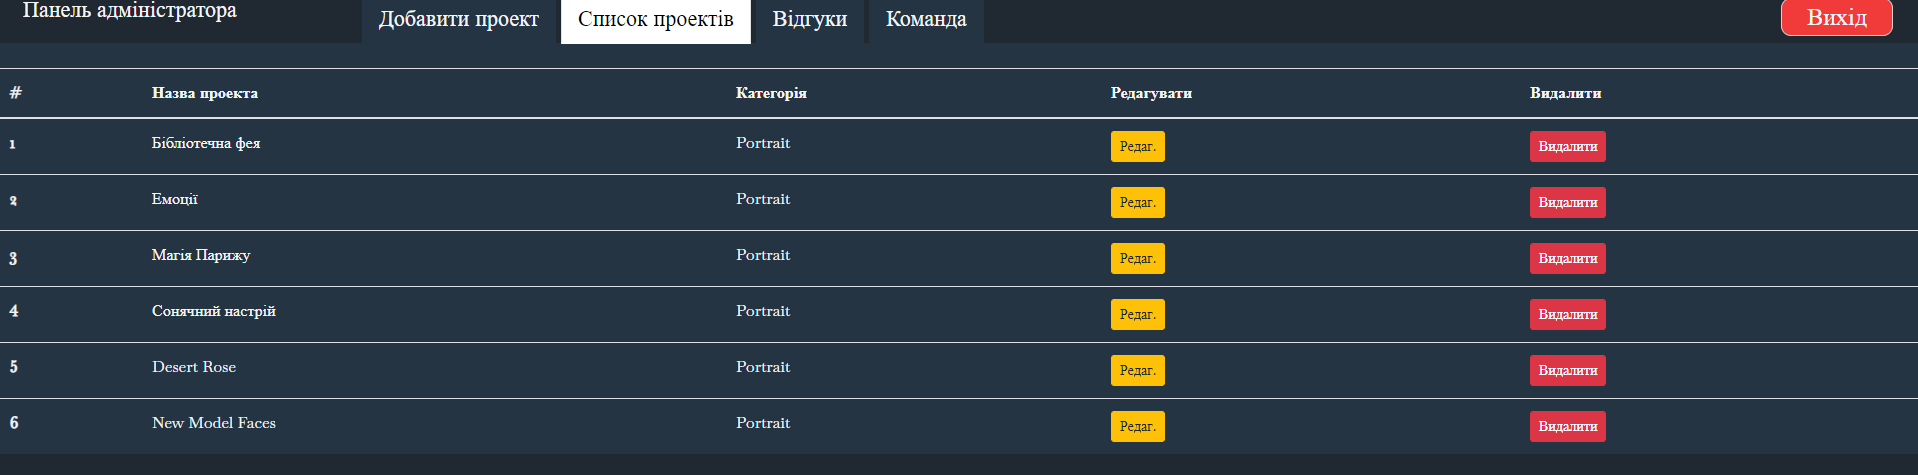 Панель адміністратора Добавити проект Список проектів Відгуки Команда Вихід
# Назва проекта Категорія Редагувати Видалити
1 Бібліотечна фея Portrait Редаг. Видалити
2 Емоції Portrait Редаг. Видалити
3 Магія Парижу Portrait Редаг. Видалити
4 Сонячний настрій Portrait Редаг. Видалити
5 Desert Rose Portrait Редаг. Видалити
6 New Model Faces Portrait Редаг. Видалити